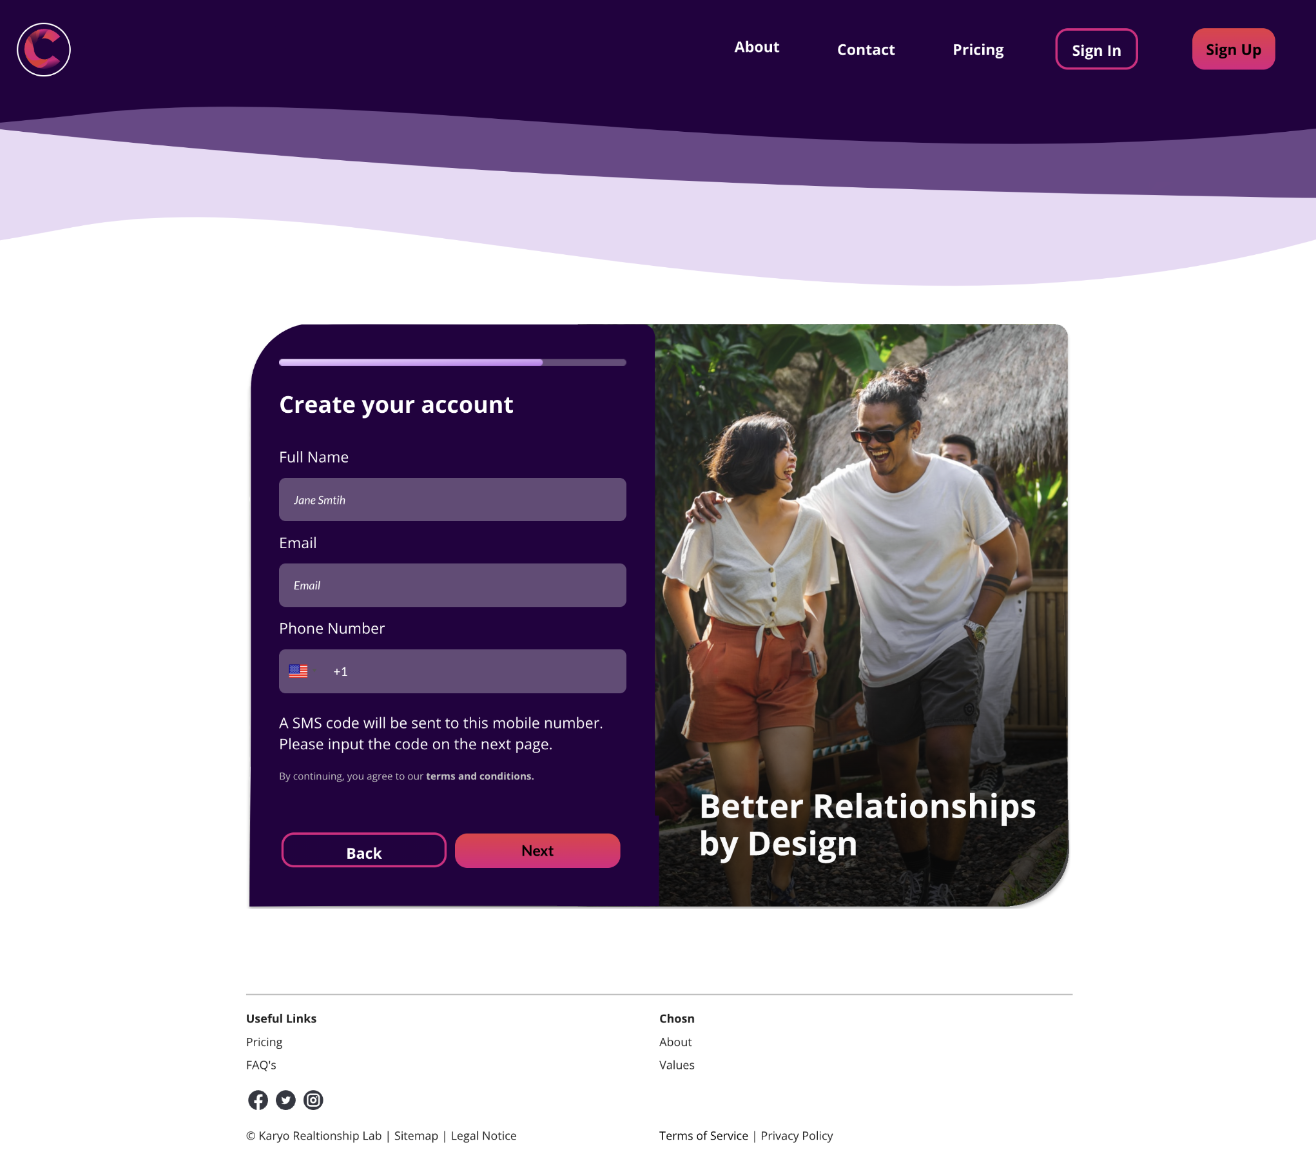 C
About
Contact
Pricing
Sign In
Sign Up
Create your account
Full Name
Jane Smtih
Email
Email
Phone Number
+1
A SMS code will be sent to this mobile number.
Please input the code on the next page.
By continuing, you agree to our terms and conditions.
Back
Next
Better Relationships
by Design
Useful Links
Pricing
FAQ's
Chosn
About
Values
© Karyo Realtionship Lab | Sitemap | Legal Notice
Terms of Service | Privacy Policy